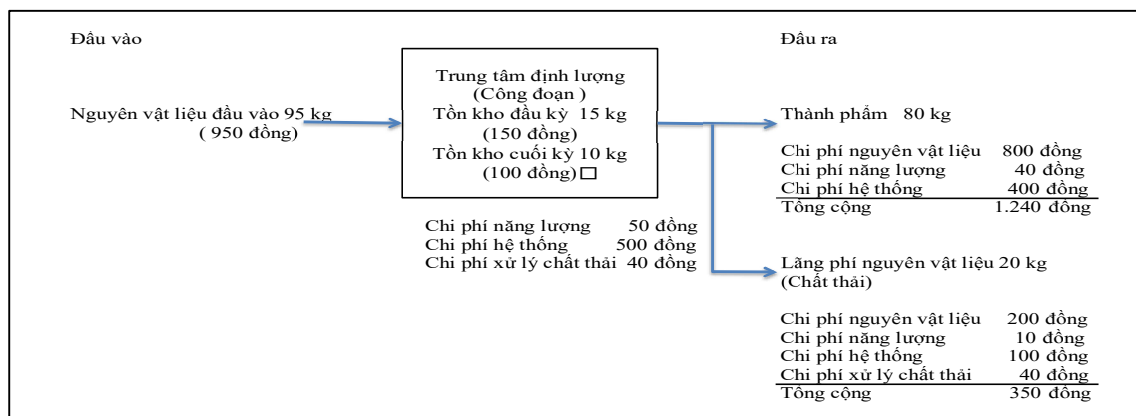 Đầu vào
Nguyên vật liệu đầu vào 95 kg
( 950 đồng)
Trung tâm định lượng
(Công đoạn )
Tồn kho đầu kỳ 15 kg
(150 đồng)
Tồn kho cuối kỳ 10 kg
(100 đồng)
Chi phí năng lượng 50 đồng
Chi phí hệ thống 500 đồng
Chi phí xử lý chất thải 40 đồng
Đầu ra
Thành phẩm 80 kg
Chi phí nguyên vật liệu 800 đồng
Chi phí năng lượng 40 đồng
Chi phí hệ thống 400 đồng
Tổng cộng 1.240 đồng
Lãng phí nguyên vật liệu 20 kg
(Chất thải)
Chi phí nguyên vật liệu 200 đồng
Chi phí năng lượng 10 đồng
Chi phí hệ thống 100 đồng
Chi phí xử lý chất thải 40 đồng
Tổng cộng 350 đồng